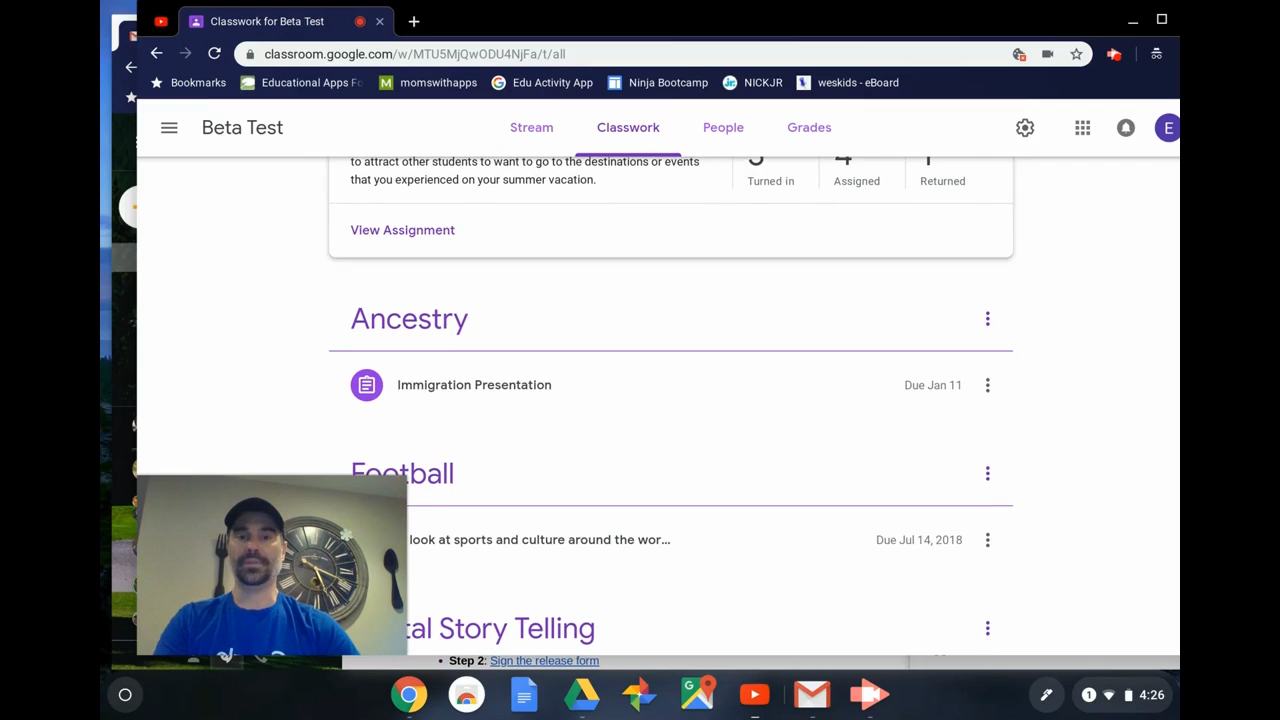 Classwork for Beta Test
classroom.google.com/w/MTU5MjQwODU4NjFa/t/all
Bookmarks Educational Apps Fo momswithapps Edu Activity App Ninja Bootcamp NICKJR weskids - eBoard
Beta Test Stream Classwork People Grades E
to attract other students to want to go to the destinations or events
that you experienced on your summer vacation.
Turned in Assigned Returned
View Assignment
Ancestry
Immigration Presentation Due Jan 11
Football
look at sports and culture around the wor... Due Jul 14, 2018
tal Story Telling
• Step 2: Sign the release form
1 4:26